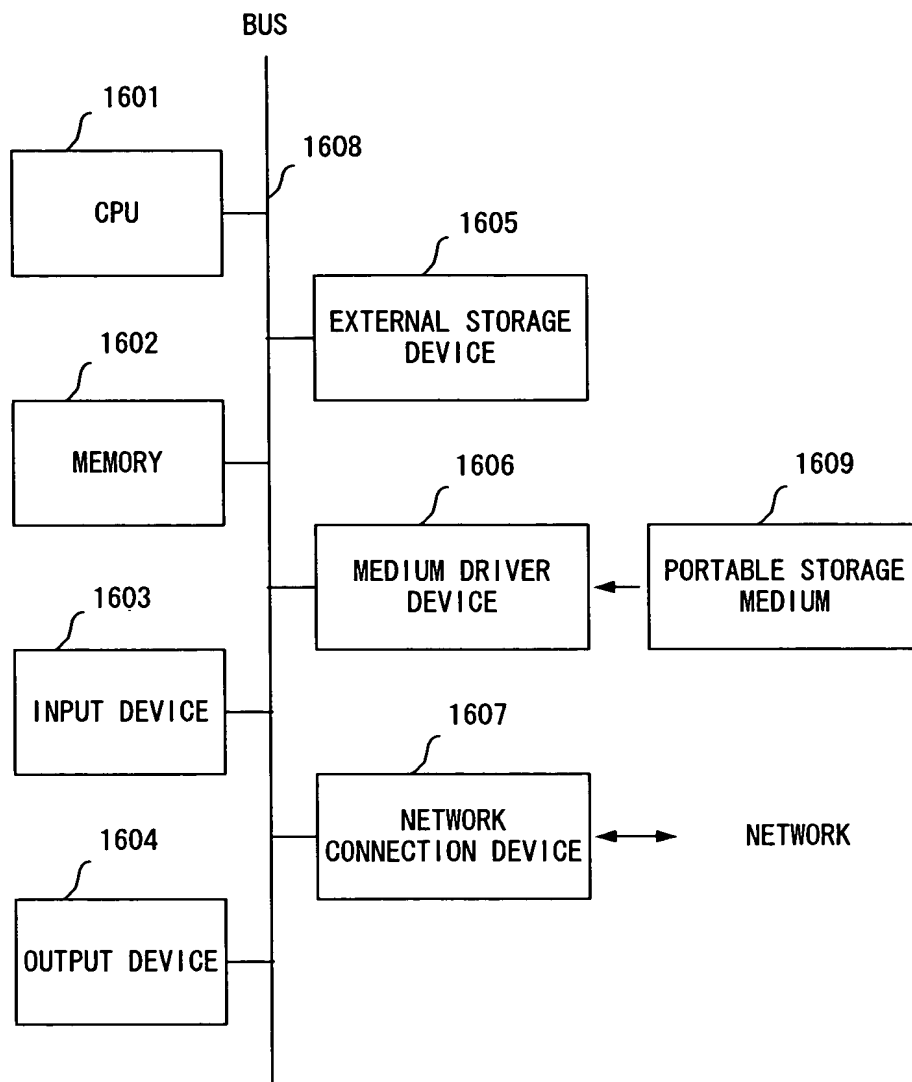 BUS
1601
CPU
1608
1605
EXTERNAL STORAGE
DEVICE
1602
MEMORY
1606
MEDIUM DRIVER
DEVICE
1609
PORTABLE STORAGE
MEDIUM
1603
INPUT DEVICE
1607
NETWORK
CONNECTION DEVICE
NETWORK
1604
OUTPUT DEVICE